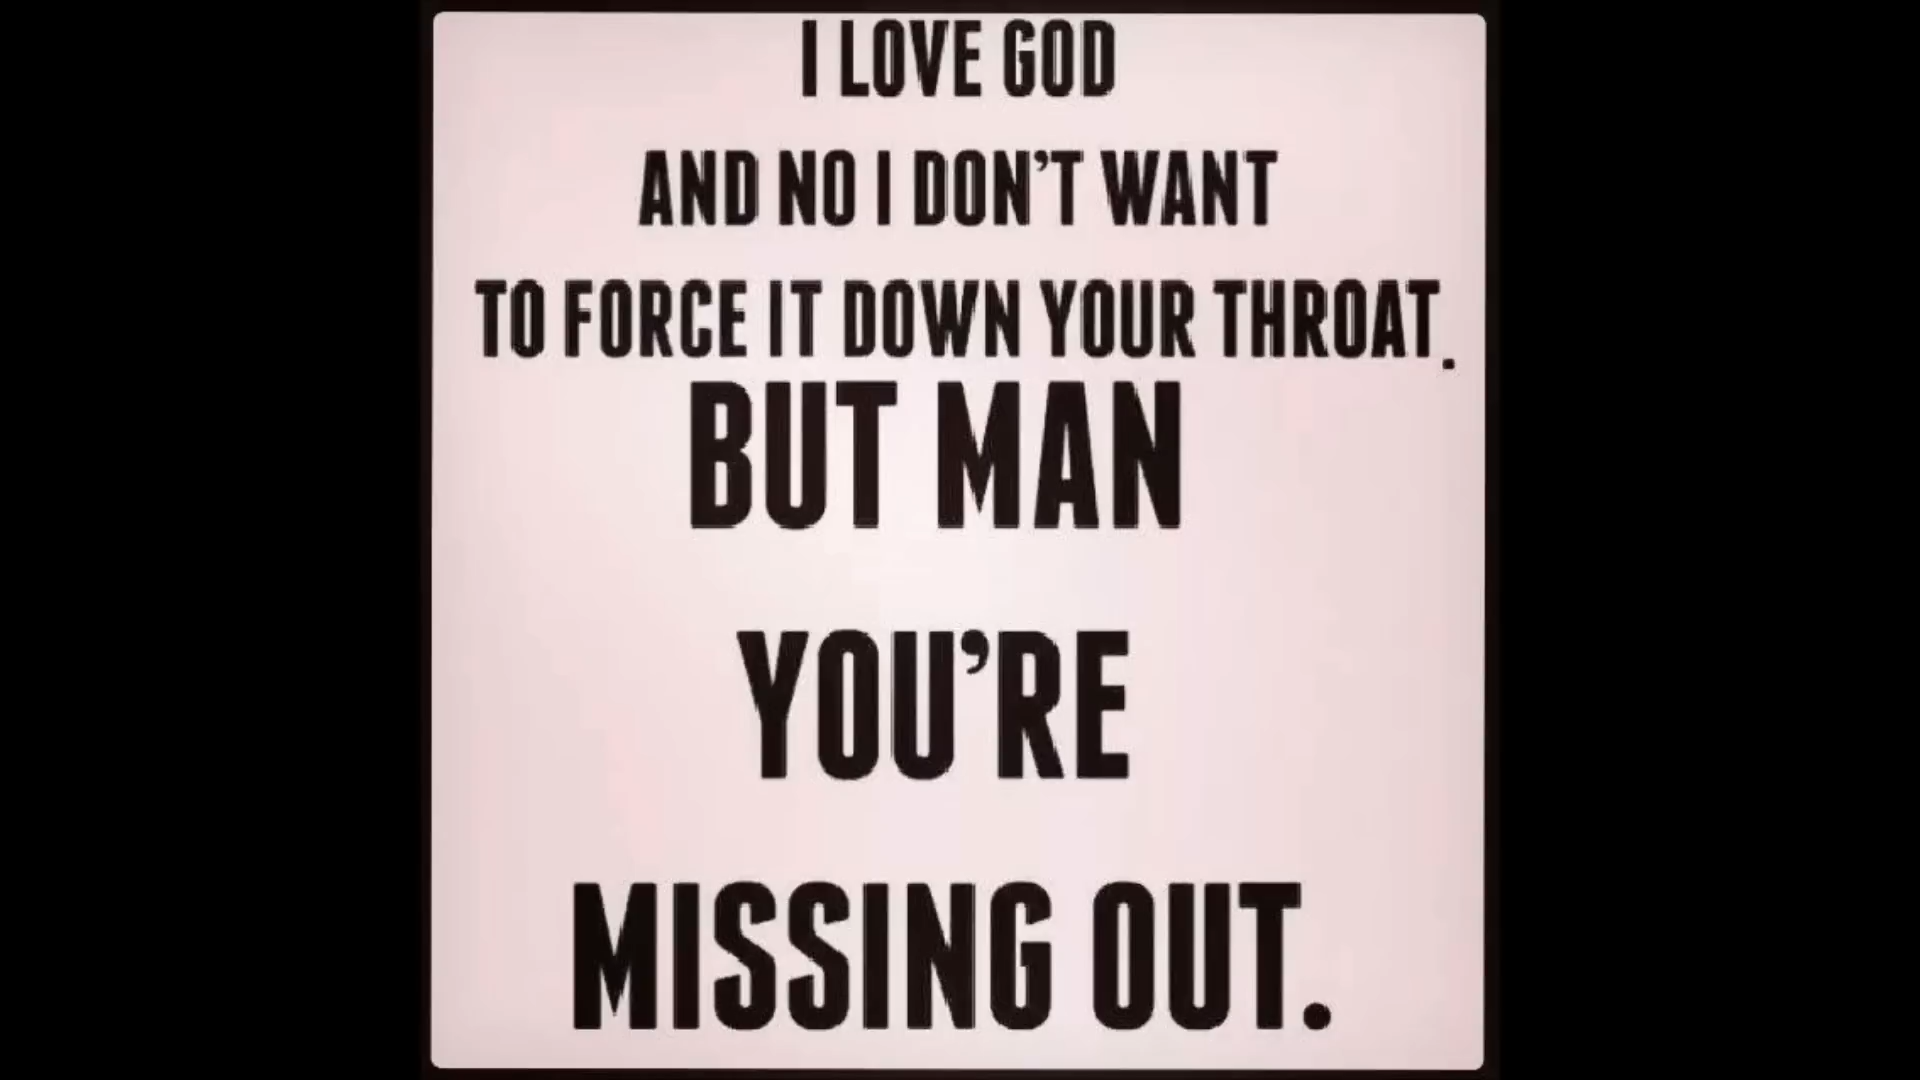 I LOVE GOD
AND NO I DON'T WANT
TO FORCE IT DOWN YOUR THROAT.
BUT MAN
YOU'RE
MISSING OUT.